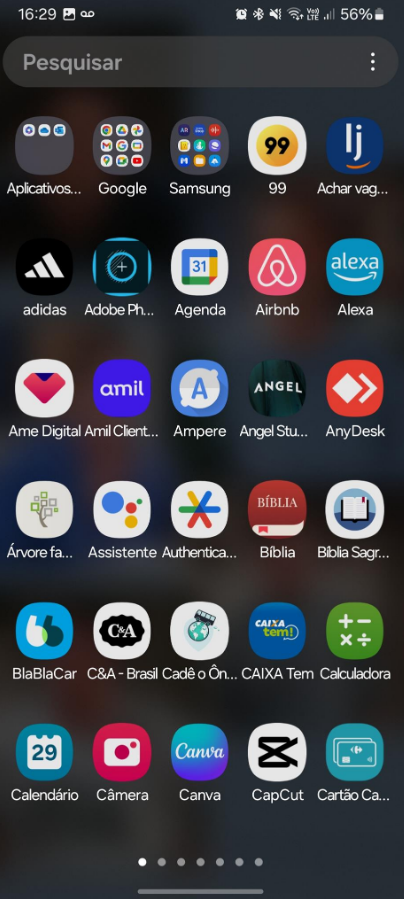 16:29 56%
Pesquisar
Aplicativos... Google Samsung 99 Achar vag...
99 lj
adidas Adobe Ph... Agenda Airbnb Alexa
31 alexa
Ame Digital Amil Client... Ampere Angel Stu... AnyDesk
amil A ANGEL
Árvore fa... Assistente Authentica... Bíblia Bíblia Sagr...
BÍBLIA
BlaBlaCar C&A - Brasil Cadê o Ôn... CAIXA Tem Calculadora
C&A CAIXA tem!
29 Canva
Calendário Câmera Canva CapCut Cartão Ca...